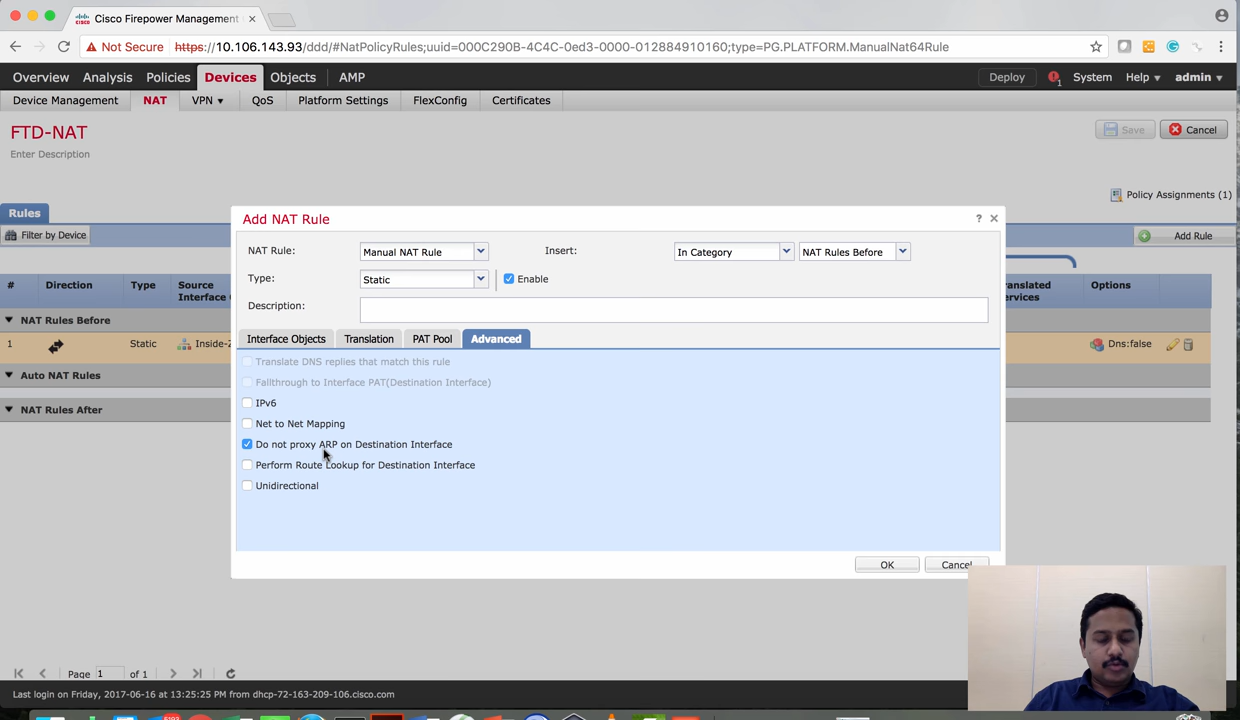 Cisco Firepower Management
Not Secure https://10.106.143.93/ddd/#NatPolicyRules;uuid=000C290B-4C4C-0ed3-0000-012884910160;type=PG.PLATFORM.ManualNat64Rule
Overview Analysis Policies Devices Objects AMP Deploy 1 System Help admin
Device Management NAT VPN QoS Platform Settings FlexConfig Certificates
FTD-NAT
Enter Description
Save Cancel
Policy Assignments (1)
Rules
Filter by Device
Add Rule
# Direction Type Source
Interface
Translated
Services
Options
NAT Rules Before
1 Static Inside-Z Dns:false
Auto NAT Rules
NAT Rules After
Add NAT Rule ?
NAT Rule: Manual NAT Rule Insert: In Category NAT Rules Before
Type: Static Enable
Description:
Interface Objects Translation PAT Pool Advanced
Translate DNS replies that match this rule
Fallthrough to Interface PAT(Destination Interface)
IPv6
Net to Net Mapping
Do not proxy ARP on Destination Interface
Perform Route Lookup for Destination Interface
Unidirectional
OK Cancel
Page 1 of 1
Last login on Friday, 2017-06-16 at 13:25:25 PM from dhcp-72-163-209-106.cisco.com